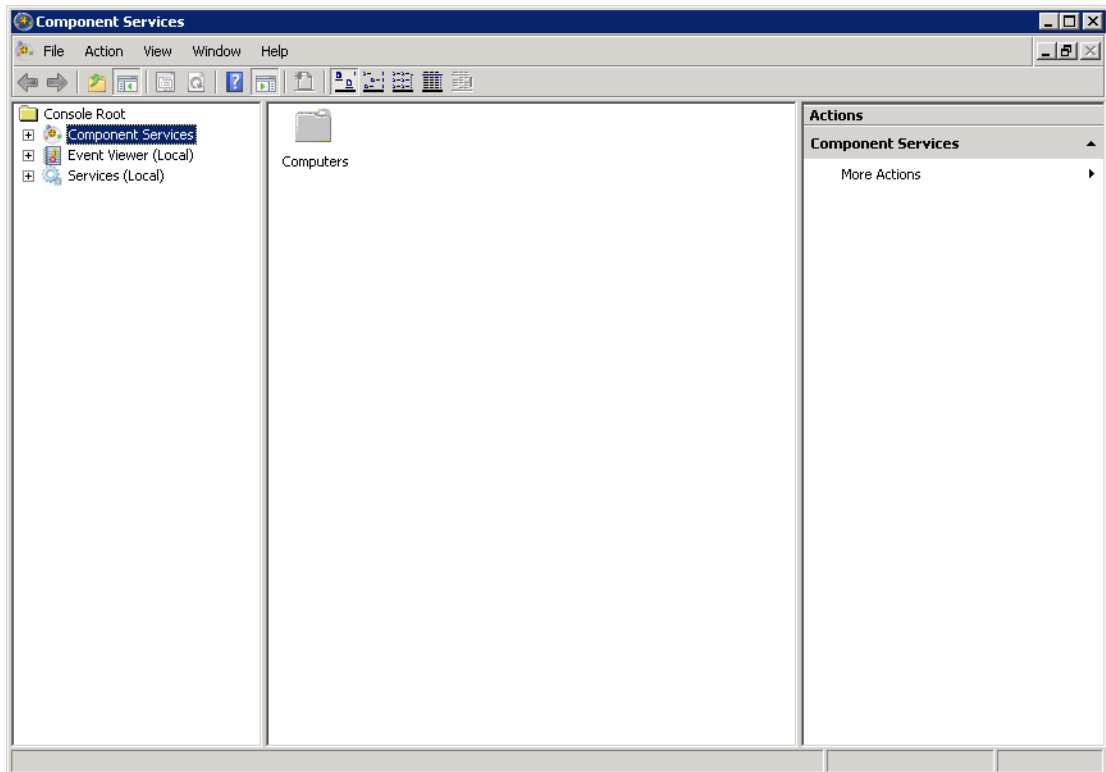 Component Services
File Action View Window Help
Console Root
Component Services
Event Viewer (Local)
Services (Local)
Computers
Actions
Component Services
More Actions